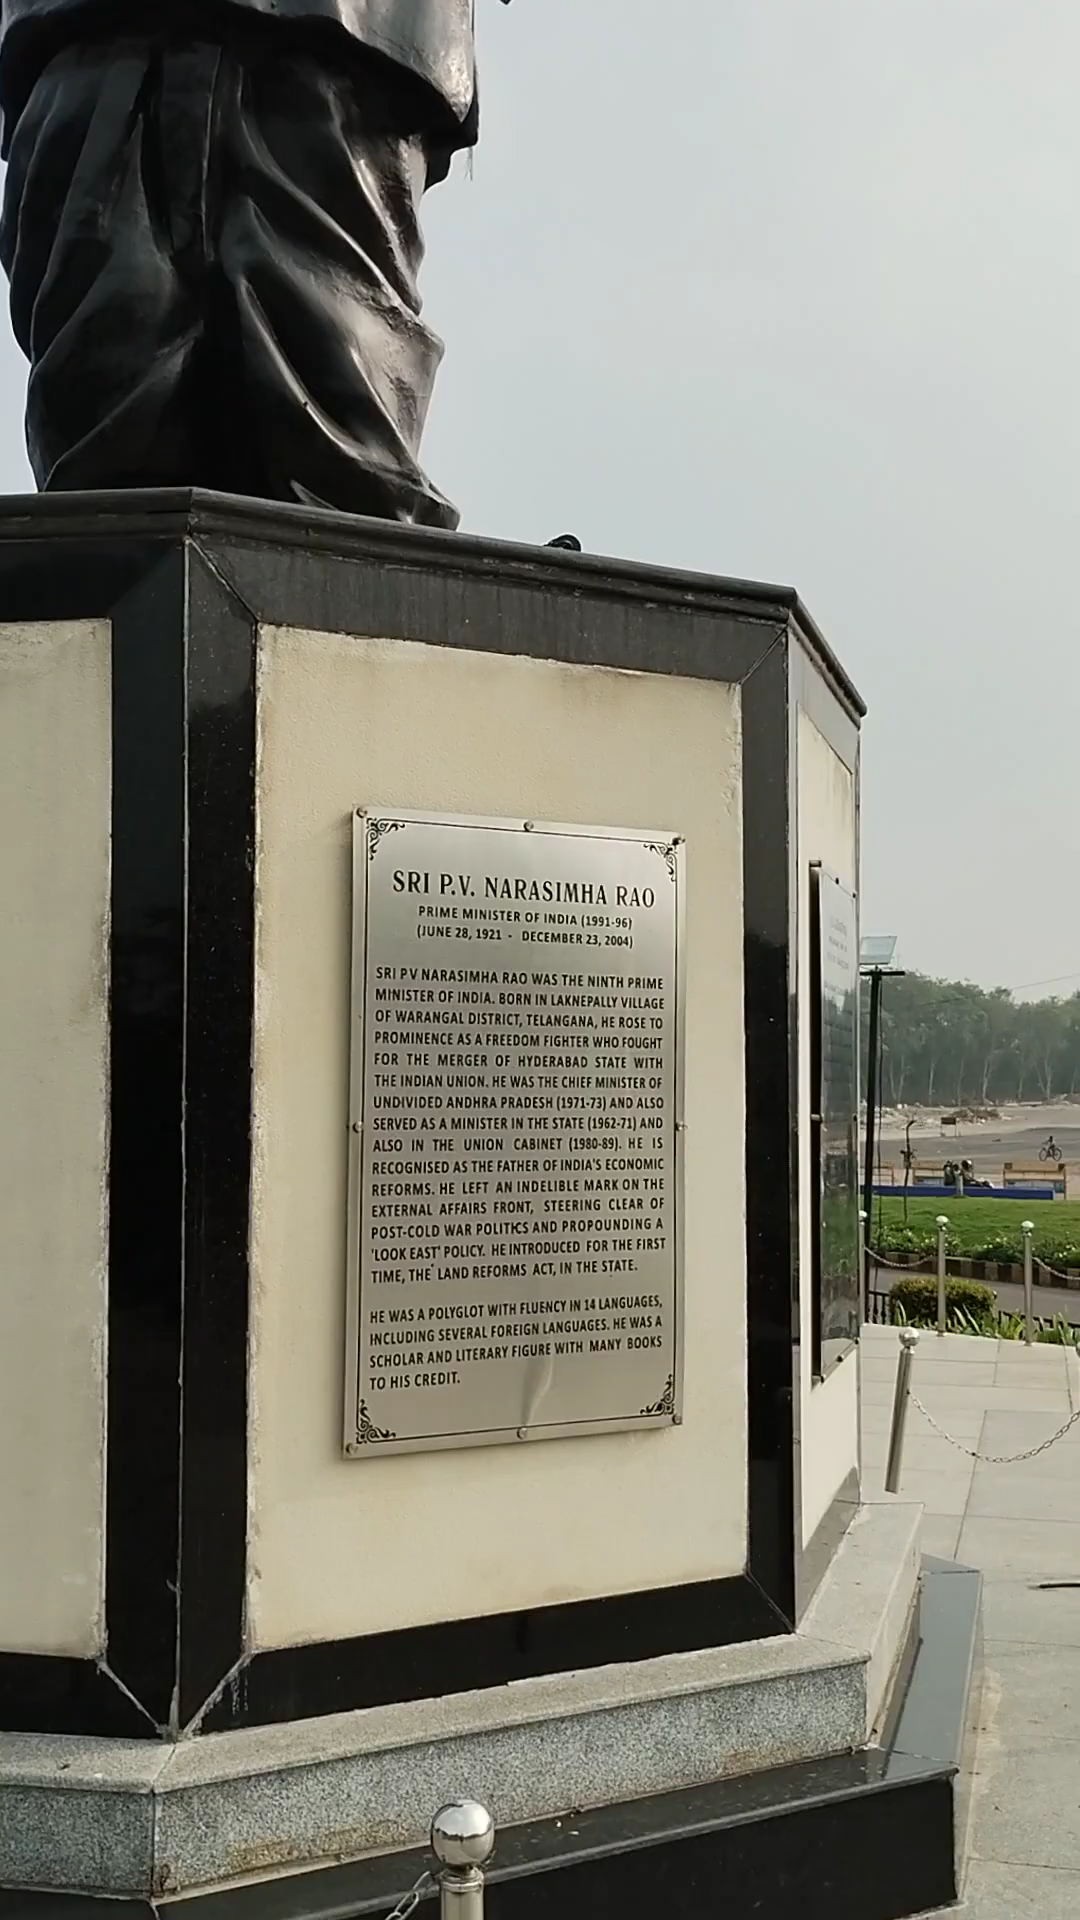 SRI P.V. NARASIMHA RAO
PRIME MINISTER OF INDIA (1991-96)
(JUNE 28, 1921 - DECEMBER 23, 2004)
SRI PV NARASIMHA RAO WAS THE NINTH PRIME
MINISTER OF INDIA. BORN IN LAKNEPALLY VILLAGE
OF WARANGAL DISTRICT, TELANGANA, HE ROSE TO
PROMINENCE AS A FREEDOM FIGHTER WHO FOUGHT
FOR THE MERGER OF HYDERABAD STATE WITH
THE INDIAN UNION. HE WAS THE CHIEF MINISTER OF
UNDIVIDED ANDHRA PRADESH (1971-73) AND ALSO
SERVED AS A MINISTER IN THE STATE (1962-71) AND
ALSO IN THE UNION CABINET (1980-89). HE IS
RECOGNISED AS THE FATHER OF INDIA'S ECONOMIC
REFORMS. HE LEFT AN INDELIBLE MARK ON THE
EXTERNAL AFFAIRS FRONT, STEERING CLEAR OF
POST-COLD WAR POLITICS AND PROPOUNDING A
'LOOK EAST' POLICY. HE INTRODUCED FOR THE FIRST
TIME, THE LAND REFORMS ACT, IN THE STATE.
HE WAS A POLYGLOT WITH FLUENCY IN 14 LANGUAGES,
INCLUDING SEVERAL FOREIGN LANGUAGES. HE WAS A
SCHOLAR AND LITERARY FIGURE WITH MANY BOOKS
TO HIS CREDIT.